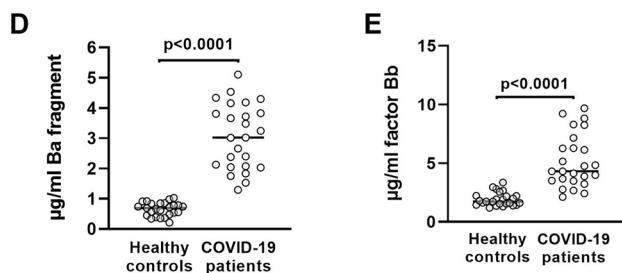 D
µg/ml Ba fragment
6
5
4
3
2
1
0
p<0.0001
Healthy
controls
COVID-19
patients
E
µg/ml factor Bb
15
10
5
0
p<0.0001
Healthy
controls
COVID-19
patients